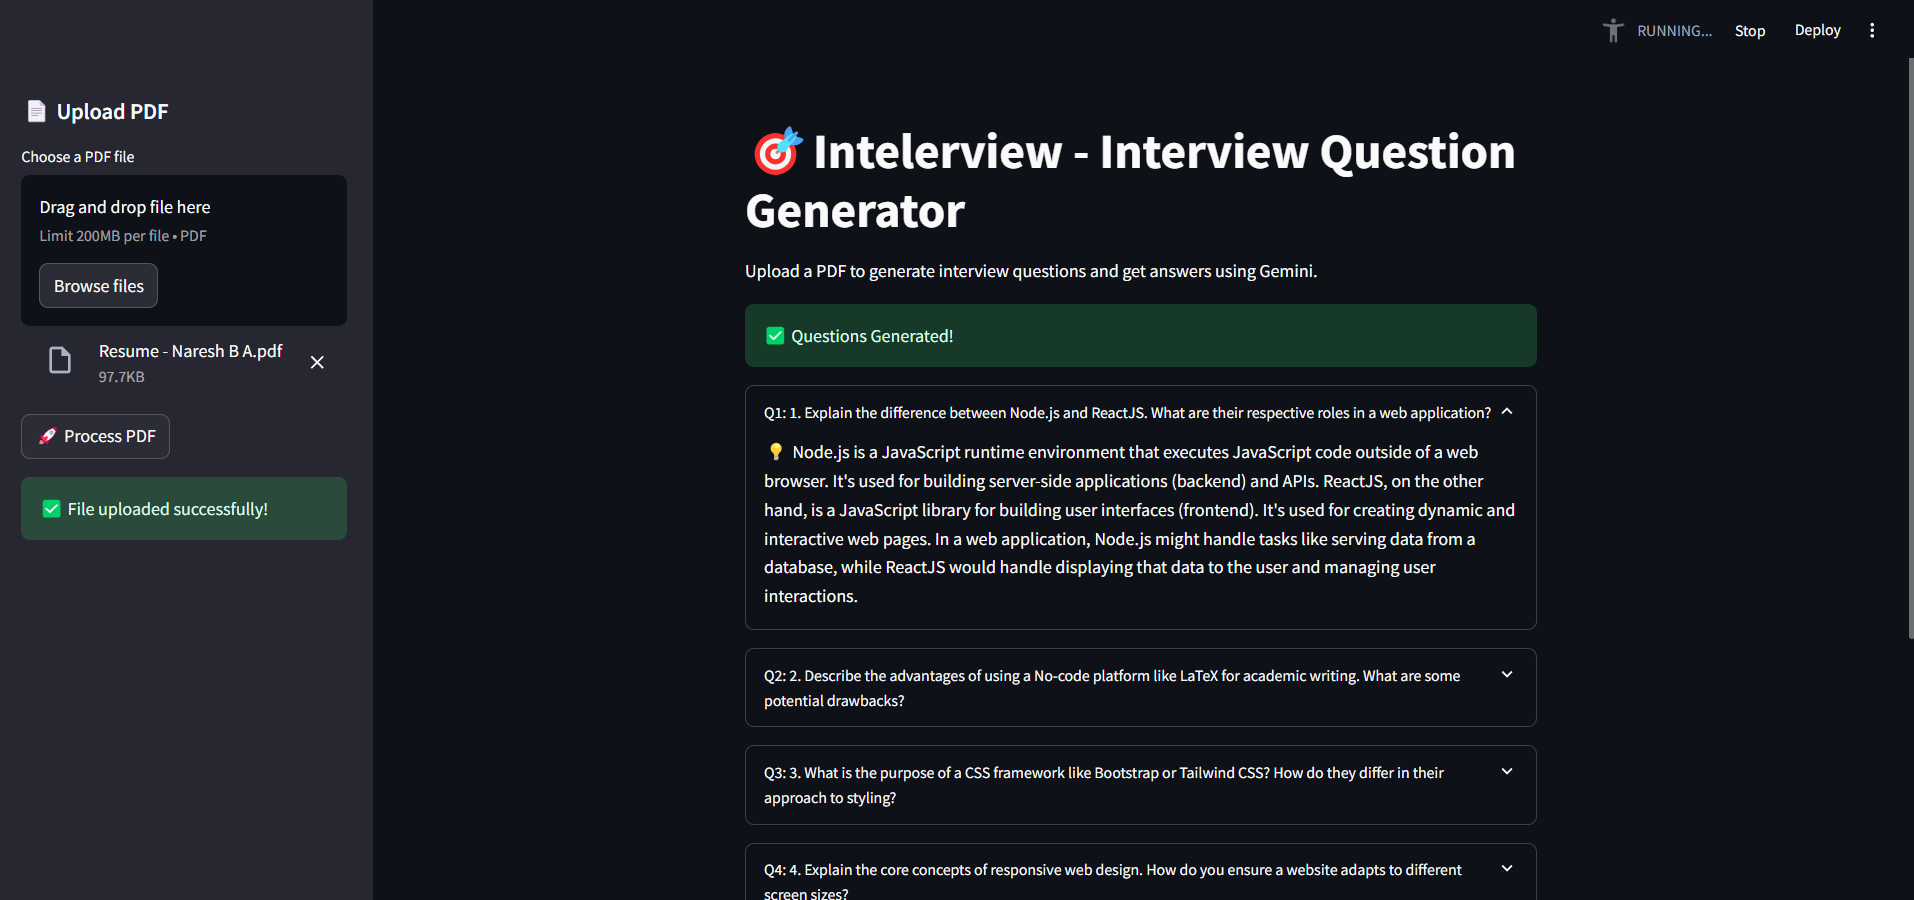 RUNNING...
Stop
Deploy
Upload PDF
Choose a PDF file
Drag and drop file here
Limit 200MB per file • PDF
Browse files
Resume - Naresh B A.pdf
97.7KB
Process PDF
File uploaded successfully!
Intelerview - Interview Question
Generator
Upload a PDF to generate interview questions and get answers using Gemini.
Questions Generated!
Q1: 1. Explain the difference between Node.js and ReactJS. What are their respective roles in a web application?
Node.js is a JavaScript runtime environment that executes JavaScript code outside of a web
browser. It's used for building server-side applications (backend) and APIs. ReactJS, on the other
hand, is a JavaScript library for building user interfaces (frontend). It's used for creating dynamic and
interactive web pages. In a web application, Node.js might handle tasks like serving data from a
database, while ReactJS would handle displaying that data to the user and managing user
interactions.
Q2: 2. Describe the advantages of using a No-code platform like LaTeX for academic writing. What are some
potential drawbacks?
Q3: 3. What is the purpose of a CSS framework like Bootstrap or Tailwind CSS? How do they differ in their
approach to styling?
Q4: 4. Explain the core concepts of responsive web design. How do you ensure a website adapts to different
screen sizes?